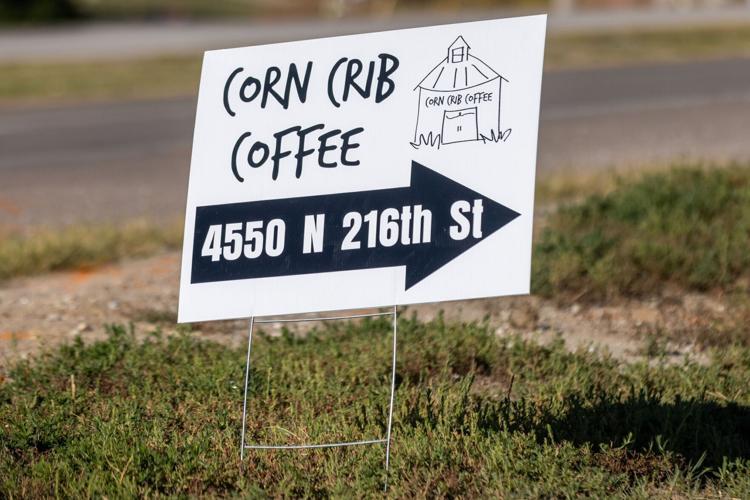 CORN CRIB
COFFEE
CORN CRIB COFFEE
4550 N 216th St